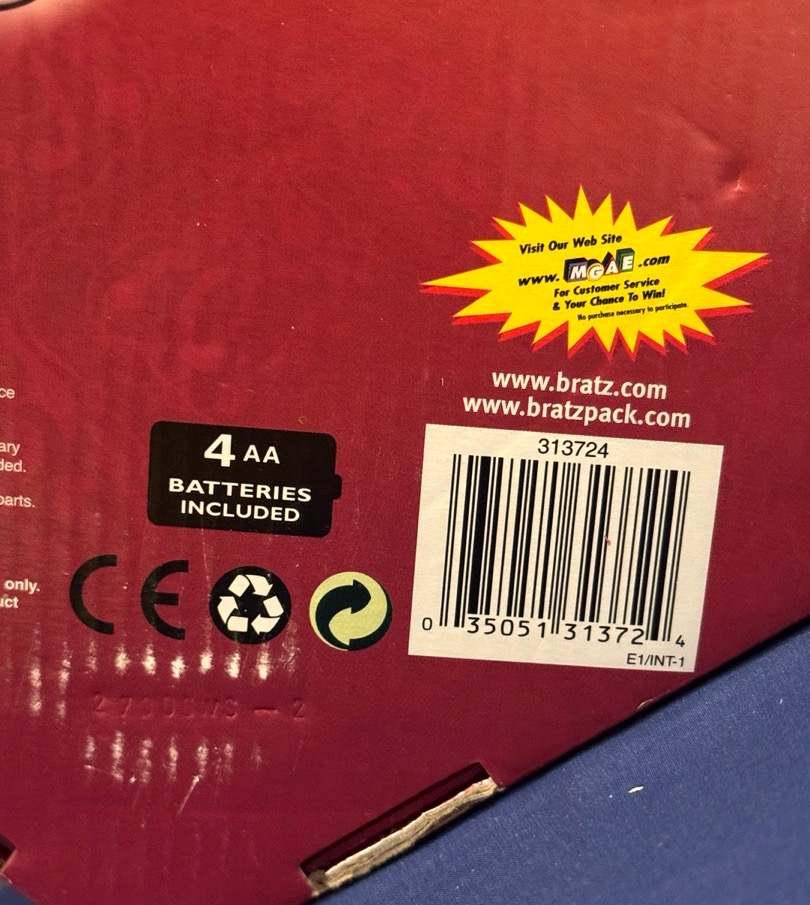 Visit Our Web Site
www.MGAE.com
For Customer Service
& Your Chance To Win!
No purchase necessary to participate.
www.bratz.com
www.bratzpack.com
313724
0 35051 31372 4
E1/INT-1
4 AA
BATTERIES
INCLUDED
CE
ce
ary
ded.
parts.
only.
uct